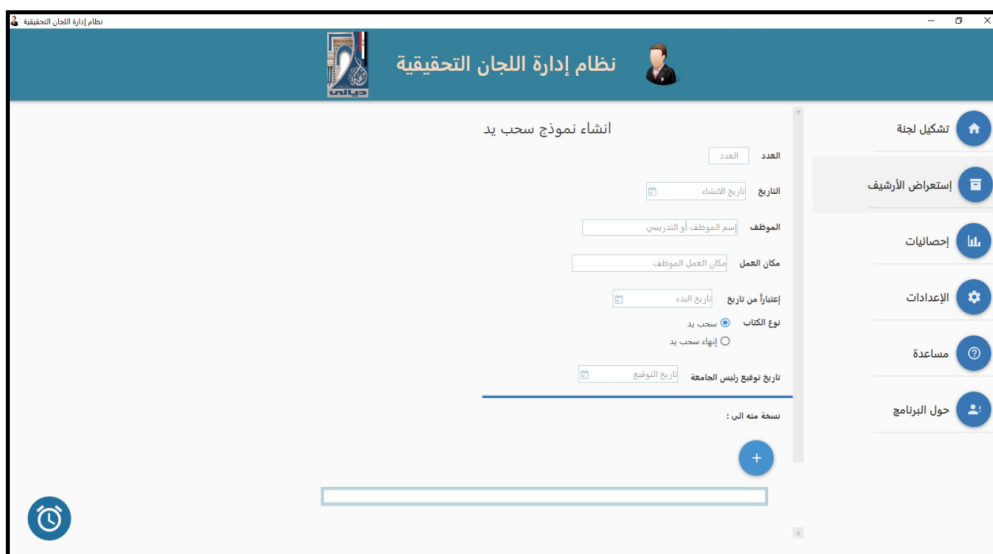 نظام إدارة اللجان التحقيقية
نظام إدارة اللجان التحقيقية
ديالى
تشكيل لجنة
إستعراض الأرشيف
إحصائيات
الإعدادات
مساعدة
حول البرنامج
انشاء نموذج سحب يد
العدد العدد
التاريخ تاريخ الانشاء
الموظف إسم الموظف أو التدريسي
مكان العمل مكان العمل الموظف
إعتباراً من تاريخ تاريخ البدء
نوع الكتاب سحب يد
إنهاء سحب يد
تاريخ توقيع رئيس الجامعة تاريخ التوقيع
نسخة منه الى :